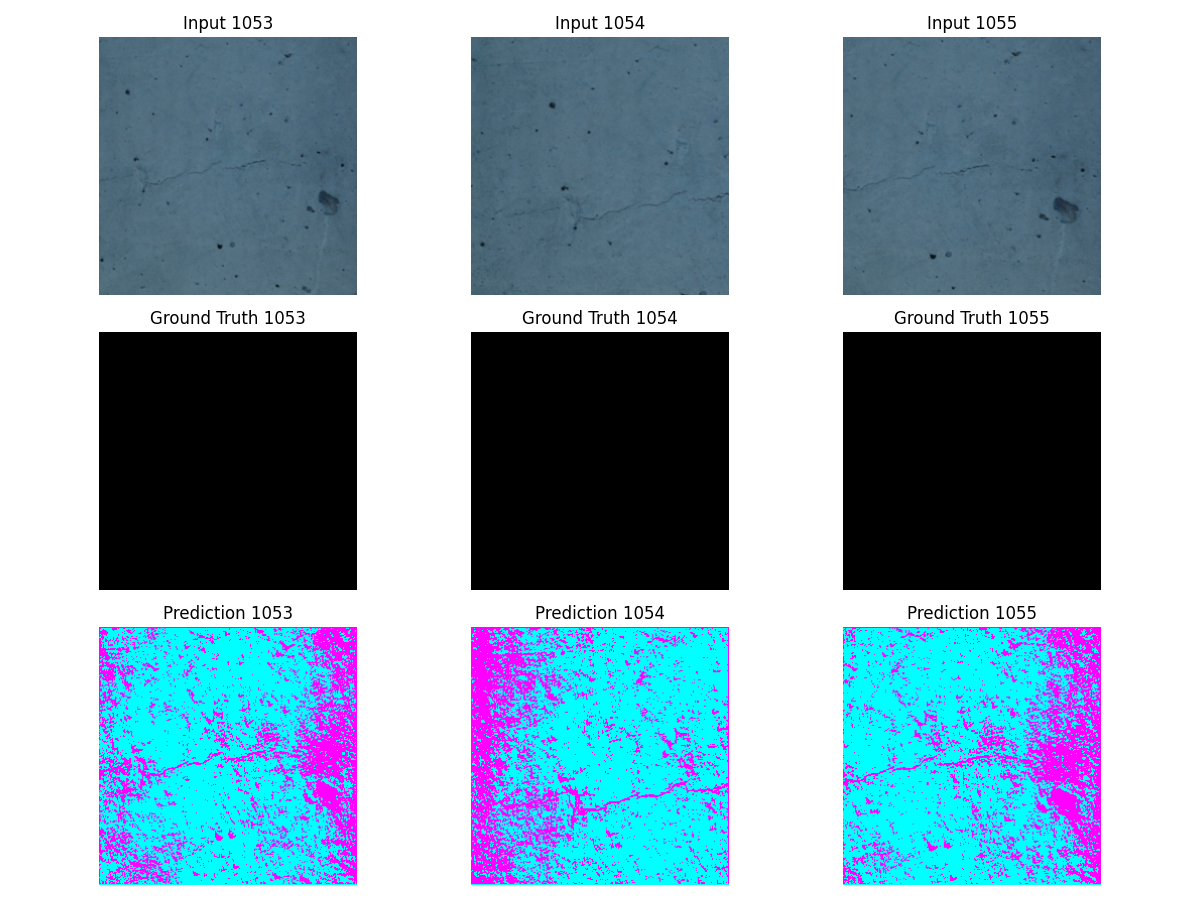 Input 1053
Input 1054
Input 1055
Ground Truth 1053
Ground Truth 1054
Ground Truth 1055
Prediction 1053
Prediction 1054
Prediction 1055